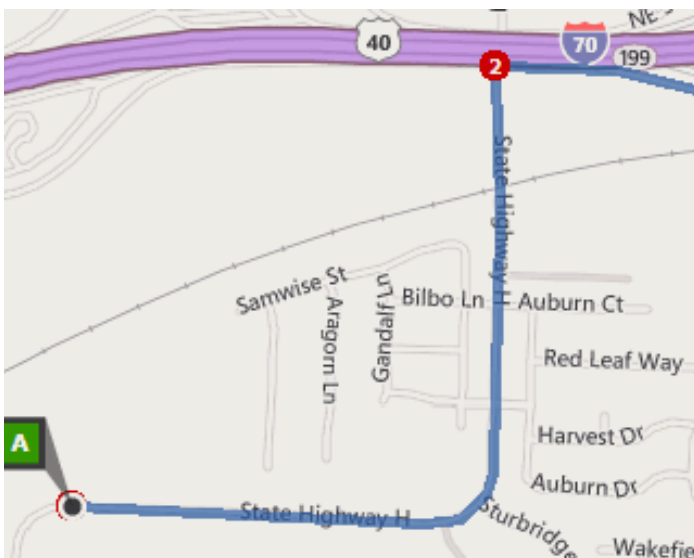 NE S
40
70
199
2
State Highway H
Samwise St
Aragorn Ln
Gandalf Ln
Bilbo Ln
Auburn Ct
Red Leaf Way
Harvest Dr
Auburn Dr
A
State Highway H
Sturbridge
Wakefie